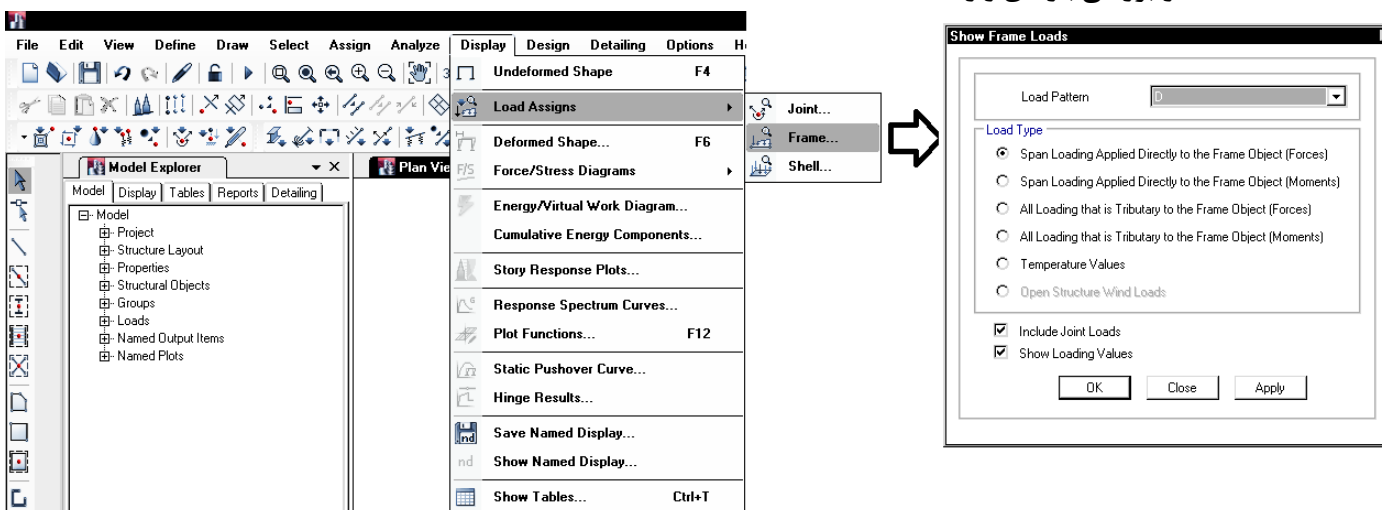 File Edit View Define Draw Select Assign Analyze Display Design Detailing Options
Undeformed Shape F4
Load Assigns
Joint...
Frame...
Shell...
Deformed Shape... F6
F/S Force/Stress Diagrams
Energy/Virtual Work Diagram...
Cumulative Energy Components...
Story Response Plots...
Response Spectrum Curves...
Plot Functions... F12
Static Pushover Curve...
Hinge Results...
nd Save Named Display...
nd Show Named Display...
Show Tables... Ctrl+T
Model Explorer
Plan Vie
Model Display Tables Reports Detailing
Model
Project
Structure Layout
Properties
Structural Objects
Groups
Loads
Named Output Items
Named Plots
Show Frame Loads
Load Pattern D
Load Type
Span Loading Applied Directly to the Frame Object (Forces)
Span Loading Applied Directly to the Frame Object (Moments)
All Loading that is Tributary to the Frame Object (Forces)
All Loading that is Tributary to the Frame Object (Moments)
Temperature Values
Open Structure Wind Loads
Include Joint Loads
Show Loading Values
OK Close Apply